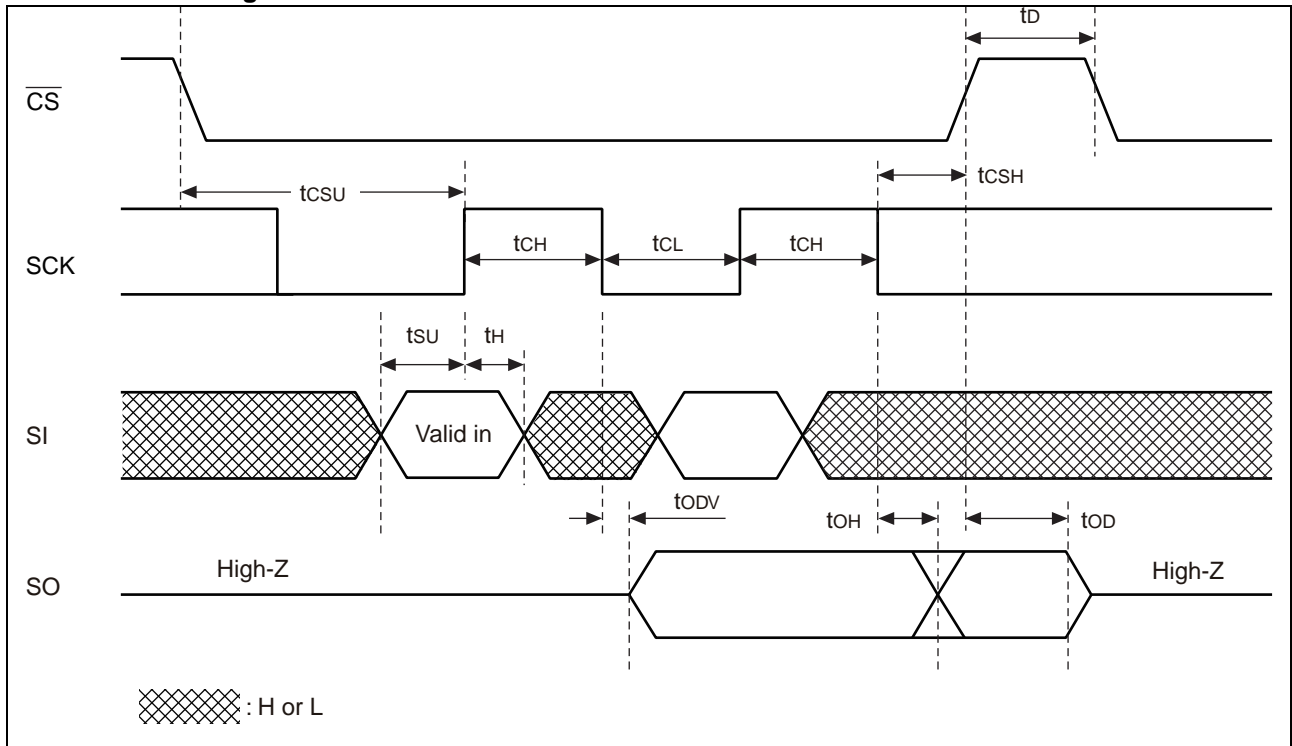 tD
CS
tCSU
tCSH
SCK
tCH
tCL
tCH
tSU
tH
SI
Valid in
tODV
tOH
tOD
SO
High-Z
High-Z
: H or L